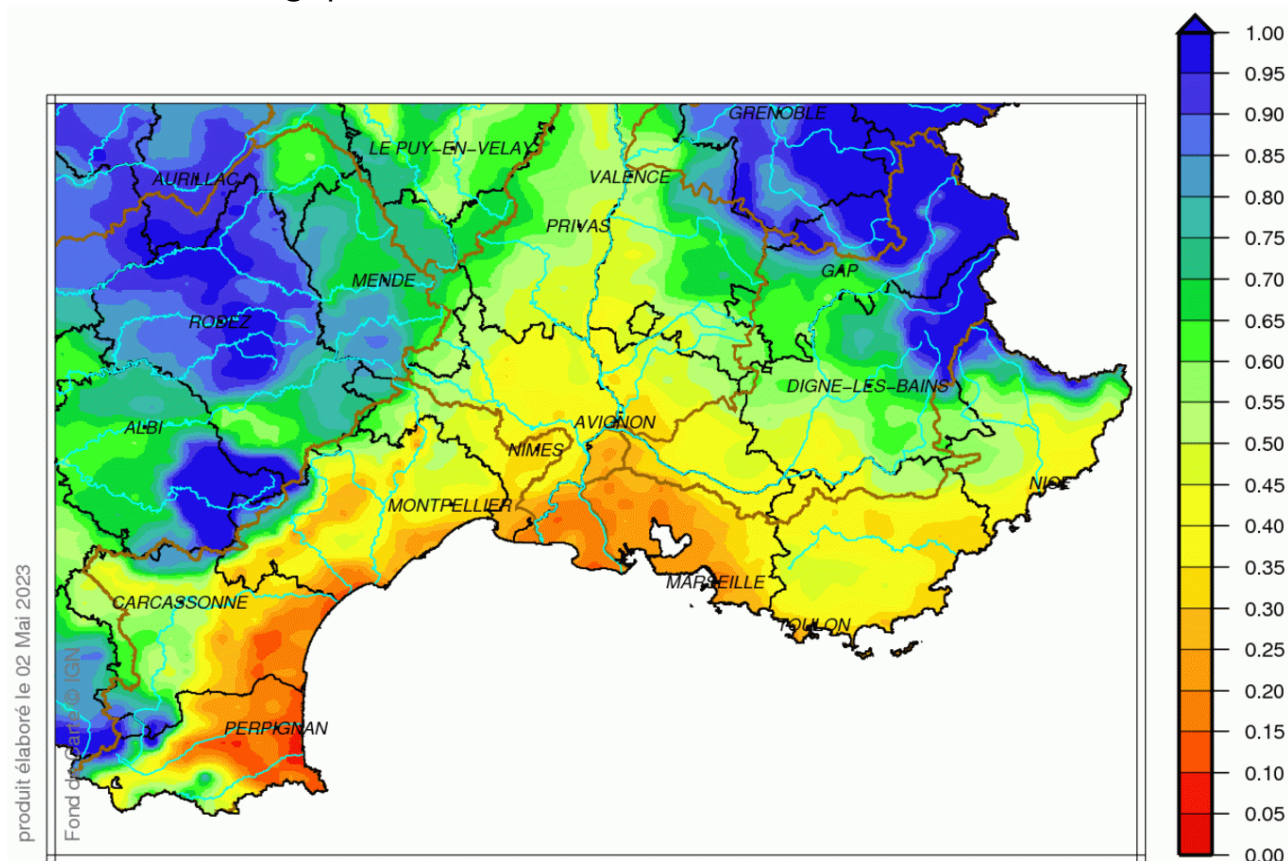 GRENOBLE
LE PUY-EN-VELAY
AURILLAC
VALENCE
PRIVAS
GAP
MENDE
RODEZ
DIGNE-LES-BAINS
ALBI
AVIGNON
NIMES
NICE
MONTPELLIER
MARSEILLE
CARCASSONNE
TOULON
PERPIGNAN
1.00
0.95
0.90
0.85
0.80
0.75
0.70
0.65
0.60
0.55
0.50
0.45
0.40
0.35
0.30
0.25
0.20
0.15
0.10
0.05
0.00
produit élaboré le 02 Mai 2023
Fond de Carte © IGN